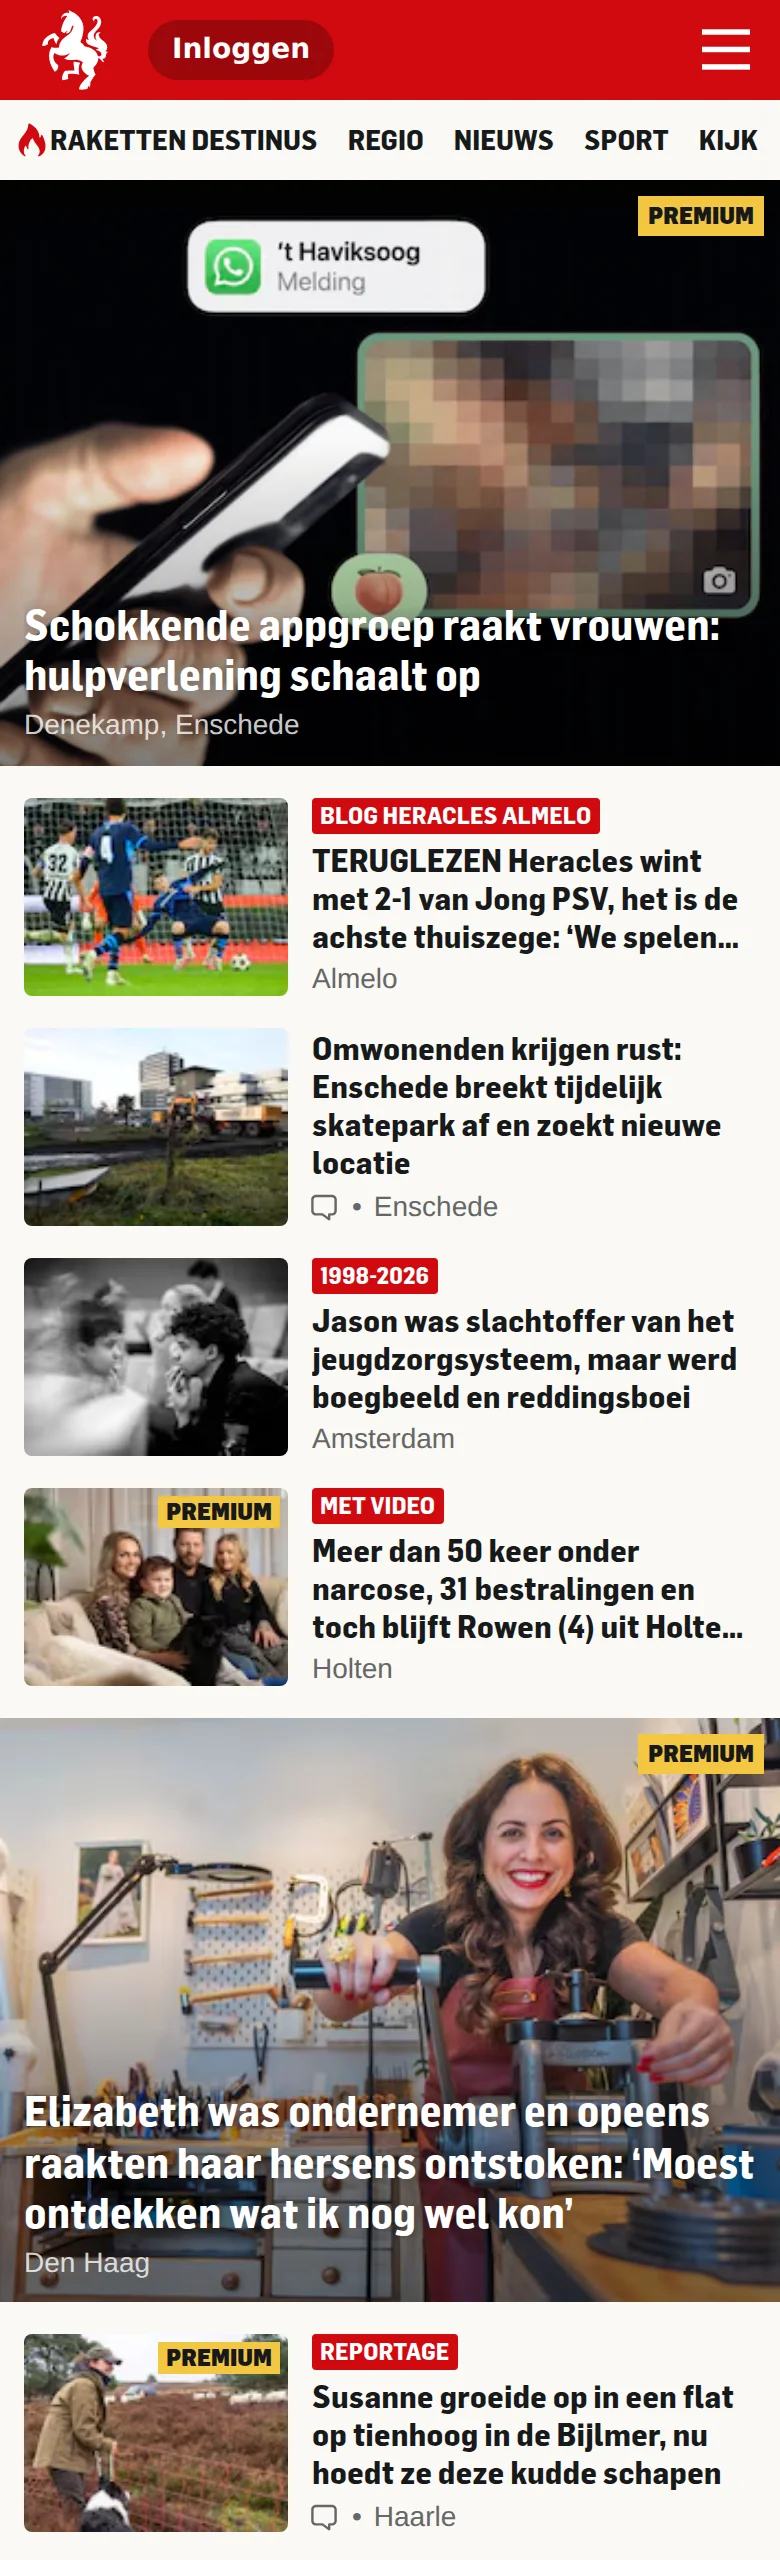 Inloggen
RAKETTEN DESTINUS REGIO NIEUWS SPORT KIJK
PREMIUM
't Haviksoog
Melding
Schokkende appgroep raakt vrouwen:
hulpverlening schaalt op
Denekamp, Enschede
32
4
BLOG HERACLES ALMELO
TERUGLEZEN Heracles wint
met 2-1 van Jong PSV, het is de
achste thuiszege: ‘We spelen...
Almelo
Omwonenden krijgen rust:
Enschede breekt tijdelijk
skatepark af en zoekt nieuwe
locatie
• Enschede
1998-2026
Jason was slachtoffer van het
jeugdzorgsysteem, maar werd
boegbeeld en reddingsboei
Amsterdam
PREMIUM
MET VIDEO
Meer dan 50 keer onder
narcose, 31 bestralingen en
toch blijft Rowen (4) uit Holte...
Holten
PREMIUM
Elizabeth was ondernemer en opeens
raakten haar hersens ontstoken: ‘Moest
ontdekken wat ik nog wel kon’
Den Haag
PREMIUM
REPORTAGE
Susanne groeide op in een flat
op tienhoog in de Bijlmer, nu
hoedt ze deze kudde schapen
• Haarle